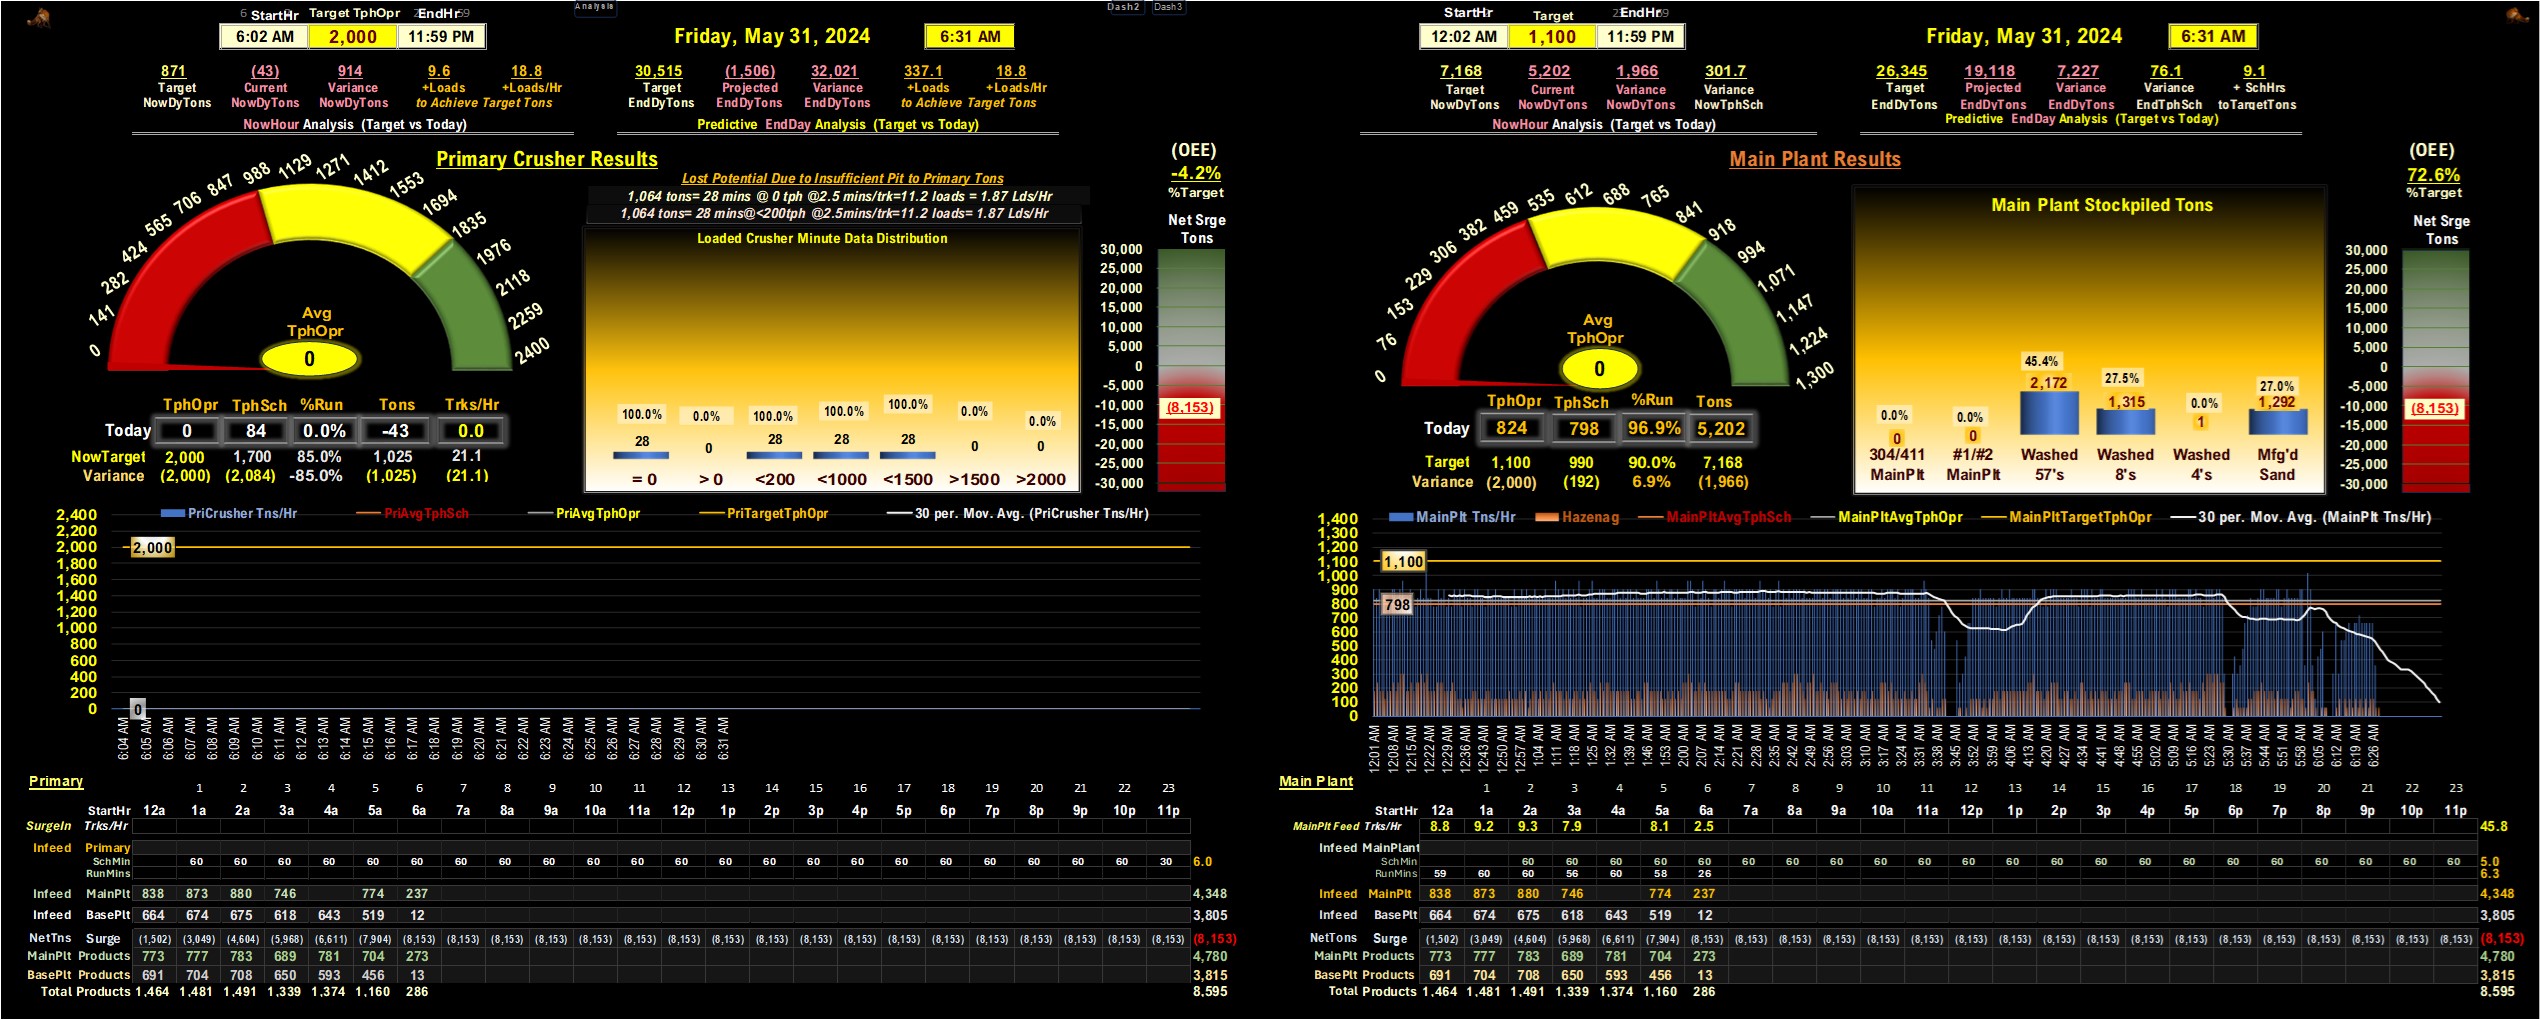 StartHr Target TphOpr EndHr
6:02 AM 2,000 11:59 PM
Analysis
Dash2 Dash3
Friday, May 31, 2024 6:31 AM
871 (43) 914 9.6 18.8
Target Current Variance +Loads +Loads/Hr
NowDyTons NowDyTons NowDyTons to Achieve Target Tons
NowHour Analysis (Target vs Today)
30,515 (1,506) 32,021 337.1 18.8
Target Projected Variance +Loads +Loads/Hr
EndDyTons EndDyTons EndDyTons to Achieve Target Tons
Predictive EndDay Analysis (Target vs Today)
Primary Crusher Results
0 141 282 424 565 706 847 988 1129 1271 1412 1553 1694 1835 1976 2118 2259 2400
Avg
TphOpr
0
TphOpr TphSch %Run Tons Trks/Hr
Today 0 84 0.0% -43 0.0
NowTarget 2,000 1,700 85.0% 1,025 21.1
Variance (2,000) (2,084) -85.0% (1,025) (21.1)
Lost Potential Due to Insufficient Pit to Primary Tons
1,064 tons= 28 mins @ 0 tph @2.5 mins/trk=11.2 loads = 1.87 Lds/Hr
1,064 tons= 28 mins@<200tph @2.5mins/trk=11.2 loads= 1.87 Lds/Hr
Loaded Crusher Minute Data Distribution
100.0% 0.0% 100.0% 100.0% 100.0% 0.0% 0.0%
28 0 28 28 28 0 0
= 0 > 0 <200 <1000 <1500 >1500 >2000
(OEE)
-4.2%
%Target
Net Srge
Tons
30,000
25,000
20,000
15,000
10,000
5,000
0
-5,000
-10,000
-15,000
-20,000
-25,000
-30,000
(8,153)
PriCrusher Tns/Hr PriAvgTphSch PriAvgTphOpr PriTargetTphOpr 30 per. Mov. Avg. (PriCrusher Tns/Hr)
2,400
2,200
2,000
1,800
1,600
1,400
1,200
1,000
800
600
400
200
0
2,000
0
6:04 AM 6:05 AM 6:06 AM 6:07 AM 6:08 AM 6:09 AM 6:10 AM 6:11 AM 6:12 AM 6:13 AM 6:14 AM 6:15 AM 6:16 AM 6:17 AM 6:18 AM 6:19 AM 6:20 AM 6:21 AM 6:22 AM 6:23 AM 6:24 AM 6:25 AM 6:26 AM 6:27 AM 6:28 AM 6:29 AM 6:30 AM 6:31 AM
Primary
1 2 3 4 5 6 7 8 9 10 11 12 13 14 15 16 17 18 19 20 21 22 23
StartHr 12a 1a 2a 3a 4a 5a 6a 7a 8a 9a 10a 11a 12p 1p 2p 3p 4p 5p 6p 7p 8p 9p 10p 11p
SurgeIn Trks/Hr
Infeed Primary
SchMin 60 60 60 60 60 60 60 60 60 60 60 60 60 60 60 60 60 60 60 60 60 60 30 6.0
RunMins
Infeed MainPlt 838 873 880 746 774 237 4,348
Infeed BasePlt 664 674 675 618 643 519 12 3,805
NetTns Surge (1,502) (3,049) (4,604) (5,968) (6,611) (7,904) (8,153) (8,153) (8,153) (8,153) (8,153) (8,153) (8,153) (8,153) (8,153) (8,153) (8,153) (8,153) (8,153) (8,153) (8,153) (8,153) (8,153) (8,153) (8,153)
MainPlt Products 773 777 783 689 781 704 273 4,780
BasePlt Products 691 704 708 650 593 456 13 3,815
Total Products 1,464 1,481 1,491 1,339 1,374 1,160 286 8,595
StartHr Target EndHr
12:02 AM 1,100 11:59 PM
Friday, May 31, 2024 6:31 AM
7,168 5,202 1,966 301.7
Target Current Variance Variance
NowDyTons NowDyTons NowDyTons NowTphSch
NowHour Analysis (Target vs Today)
26,345 19,118 7,227 76.1 9.1
Target Projected Variance Variance + SchHrs
EndDyTons EndDyTons EndDyTons EndTphSch toTargetTons
Predictive EndDay Analysis (Target vs Today)
Main Plant Results
0 76 153 229 306 382 459 535 612 688 765 841 918 994 1,071 1,147 1,224 1,300
Avg
TphOpr
0
TphOpr TphSch %Run Tons
Today 824 798 96.9% 5,202
Target 1,100 990 90.0% 7,168
Variance (2,000) (192) 6.9% (1,966)
Main Plant Stockpiled Tons
0.0% 0.0% 45.4% 27.5% 0.0% 27.0%
0 0 2,172 1,315 1 1,292
304/411 #1/#2 Washed Washed Washed Mfg'd
MainPlt MainPlt 57's 8's 4's Sand
(OEE)
72.6%
%Target
Net Srge
Tons
30,000
25,000
20,000
15,000
10,000
5,000
0
-5,000
-10,000
-15,000
-20,000
-25,000
-30,000
(8,153)
MainPlt Tns/Hr Hazenag MainPltAvgTphSch MainPltAvgTphOpr MainPltTargetTphOpr 30 per. Mov. Avg. (MainPlt Tns/Hr)
1,400
1,300
1,200
1,100
1,000
900
800
700
600
500
400
300
200
100
0
1,100
798
12:01 AM 12:08 AM 12:15 AM 12:22 AM 12:29 AM 12:36 AM 12:43 AM 12:50 AM 12:57 AM 1:04 AM 1:11 AM 1:18 AM 1:25 AM 1:32 AM 1:39 AM 1:46 AM 1:53 AM 2:00 AM 2:07 AM 2:14 AM 2:21 AM 2:28 AM 2:35 AM 2:42 AM 2:49 AM 2:56 AM 3:03 AM 3:10 AM 3:17 AM 3:24 AM 3:31 AM 3:38 AM 3:45 AM 3:52 AM 3:59 AM 4:06 AM 4:13 AM 4:20 AM 4:27 AM 4:34 AM 4:41 AM 4:48 AM 4:55 AM 5:02 AM 5:09 AM 5:16 AM 5:23 AM 5:30 AM 5:37 AM 5:44 AM 5:51 AM 5:58 AM 6:05 AM 6:12 AM 6:19 AM 6:26 AM
Main Plant
1 2 3 4 5 6 7 8 9 10 11 12 13 14 15 16 17 18 19 20 21 22 23
StartHr 12a 1a 2a 3a 4a 5a 6a 7a 8a 9a 10a 11a 12p 1p 2p 3p 4p 5p 6p 7p 8p 9p 10p 11p
MainPlt Feed Trks/Hr 8.8 9.2 9.3 7.9 8.1 2.5 45.8
Infeed MainPlant
SchMin 60 60 60 60 60 60 60 60 60 60 60 60 60 60 60 60 60 60 60 60 60 60 5.0
RunMins 59 60 60 56 60 58 26 6.3
Infeed MainPlt 838 873 880 746 774 237 4,348
Infeed BasePlt 664 674 675 618 643 519 12 3,805
NetTons Surge (1,502) (3,049) (4,604) (5,968) (6,611) (7,904) (8,153) (8,153) (8,153) (8,153) (8,153) (8,153) (8,153) (8,153) (8,153) (8,153) (8,153) (8,153) (8,153) (8,153) (8,153) (8,153) (8,153) (8,153) (8,153)
MainPlt Products 773 777 783 689 781 704 273 4,780
BasePlt Products 691 704 708 650 593 456 13 3,815
Total Products 1,464 1,481 1,491 1,339 1,374 1,160 286 8,595